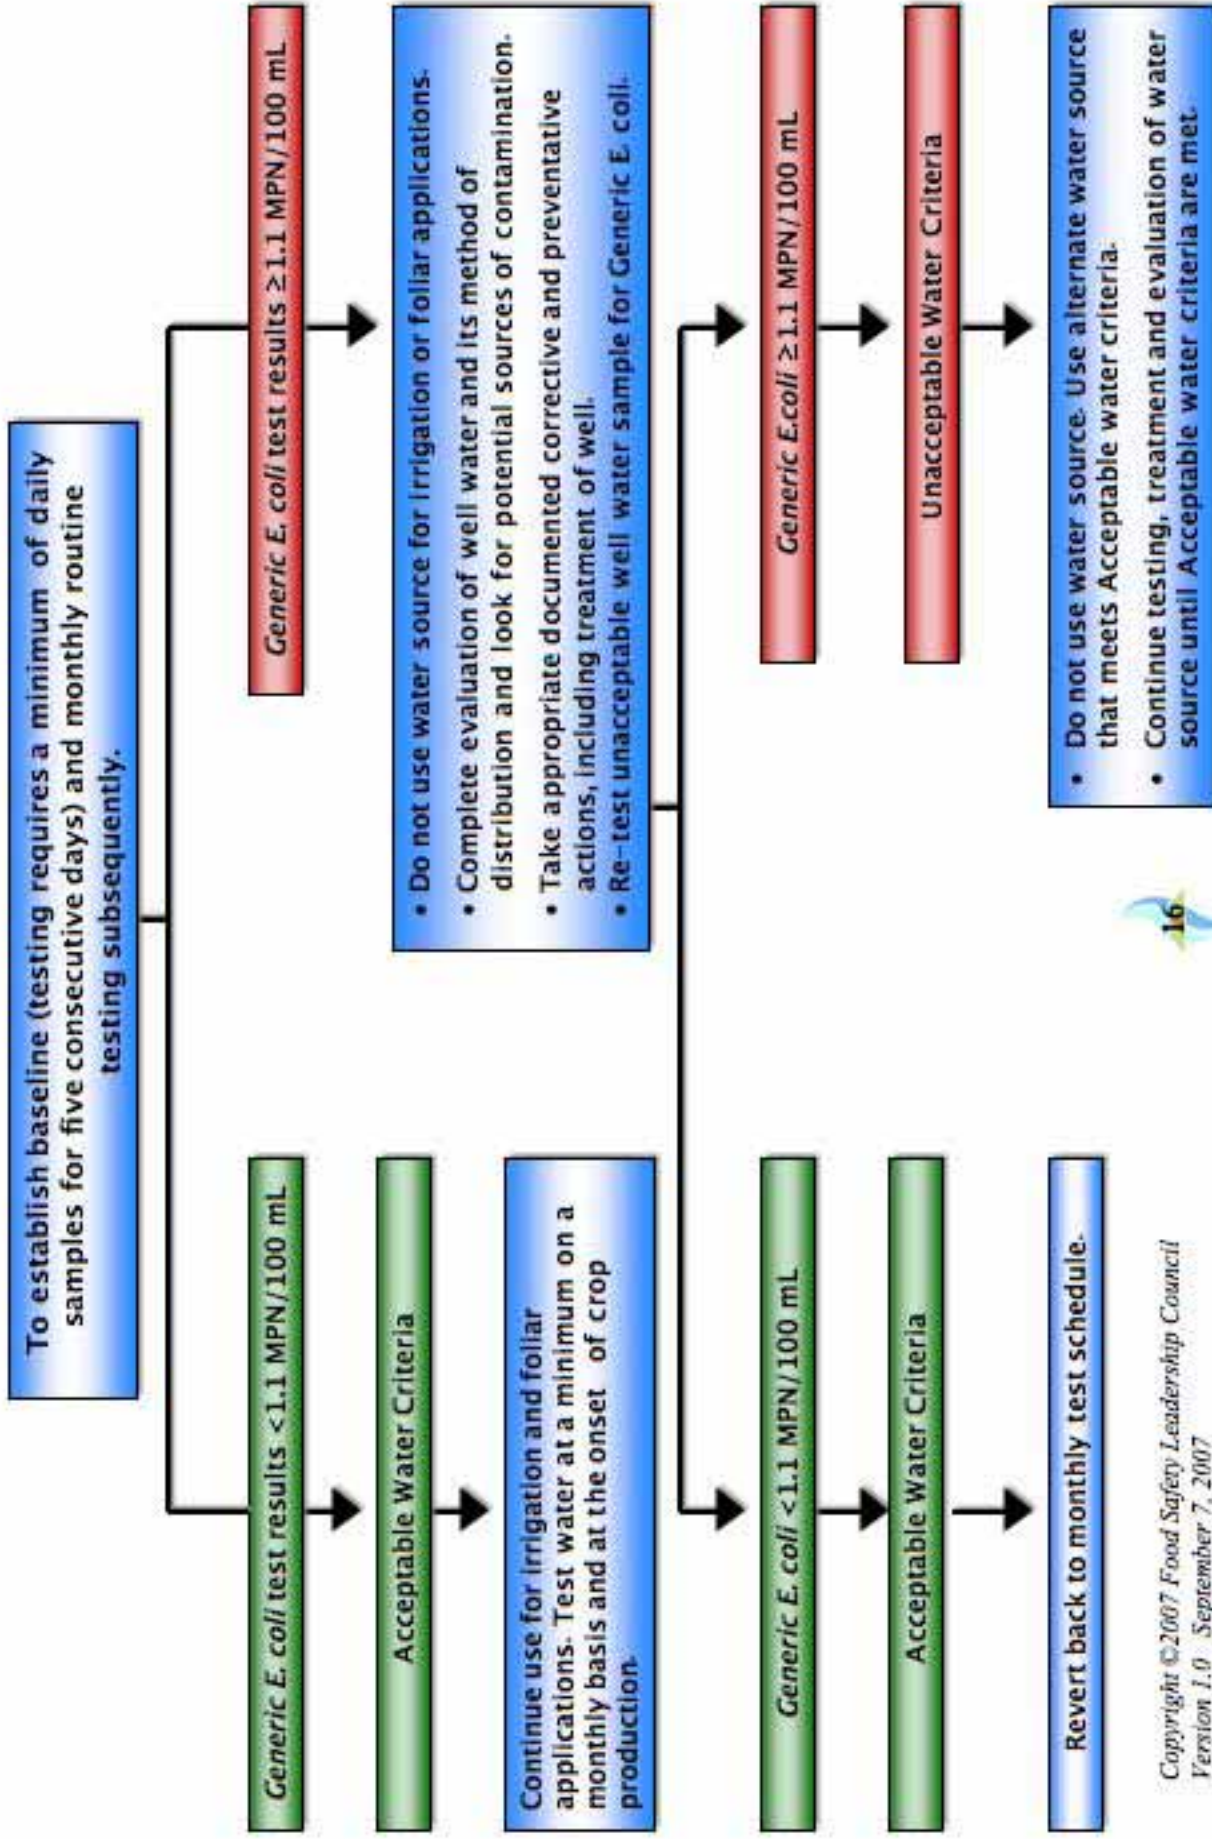 To establish baseline (testing requires a minimum of daily
samples for five consecutive days) and monthly routine
testing subsequently.
Generic E. coli test results <1.1 MPN/100 mL
Acceptable Water Criteria
Continue use for irrigation and foliar
applications. Test water at a minimum on a
monthly basis and at the onset of crop
production.
Generic E. coli test results ≥1.1 MPN/100 mL
• Do not use water source for irrigation or foliar applications.
• Complete evaluation of well water and its method of
distribution and look for potential sources of contamination.
• Take appropriate documented corrective and preventative
actions, including treatment of well.
• Re-test unacceptable well water sample for Generic E. coli.
Generic E. coli <1.1 MPN/100 mL
Acceptable Water Criteria
Revert back to monthly test schedule.
Generic E.coli ≥1.1 MPN/100 mL
Unacceptable Water Criteria
• Do not use water source. Use alternate water source
that meets Acceptable water criteria.
• Continue testing, treatment and evaluation of water
source until Acceptable water criteria are met.
Copyright ©2007 Food Safety Leadership Council
Version 1.0 September 7, 2007
16